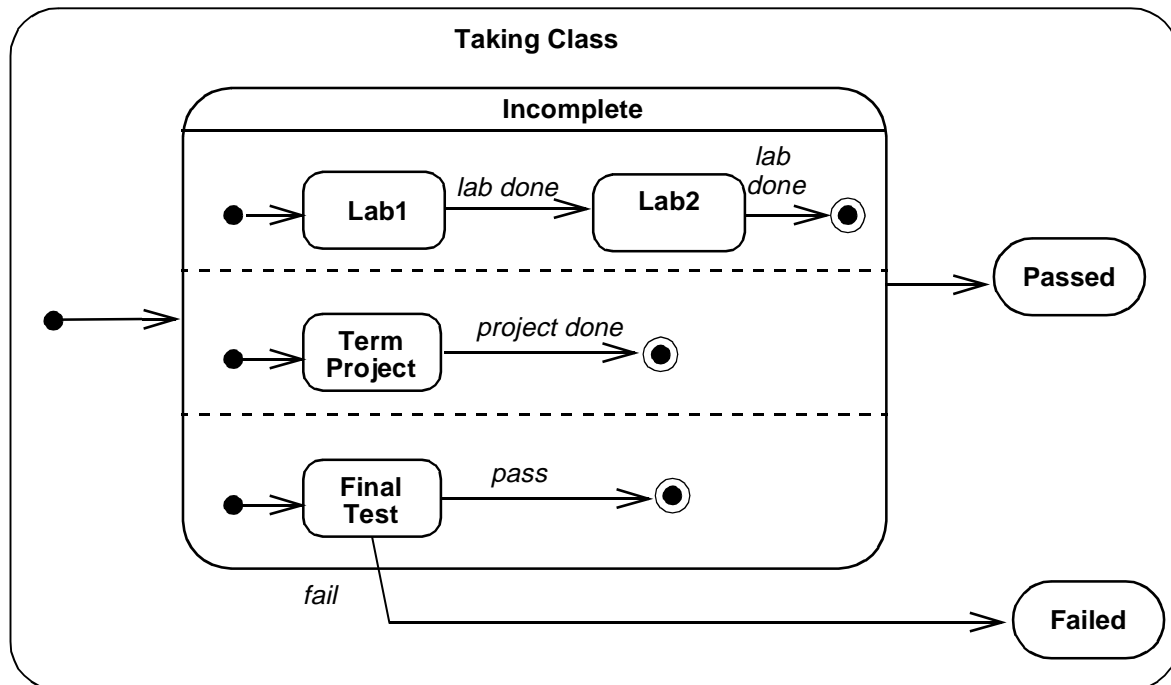 Taking Class
Incomplete
lab
done
Lab1
lab done
Lab2
Passed
Term
Project
project done
Final
Test
pass
fail
Failed